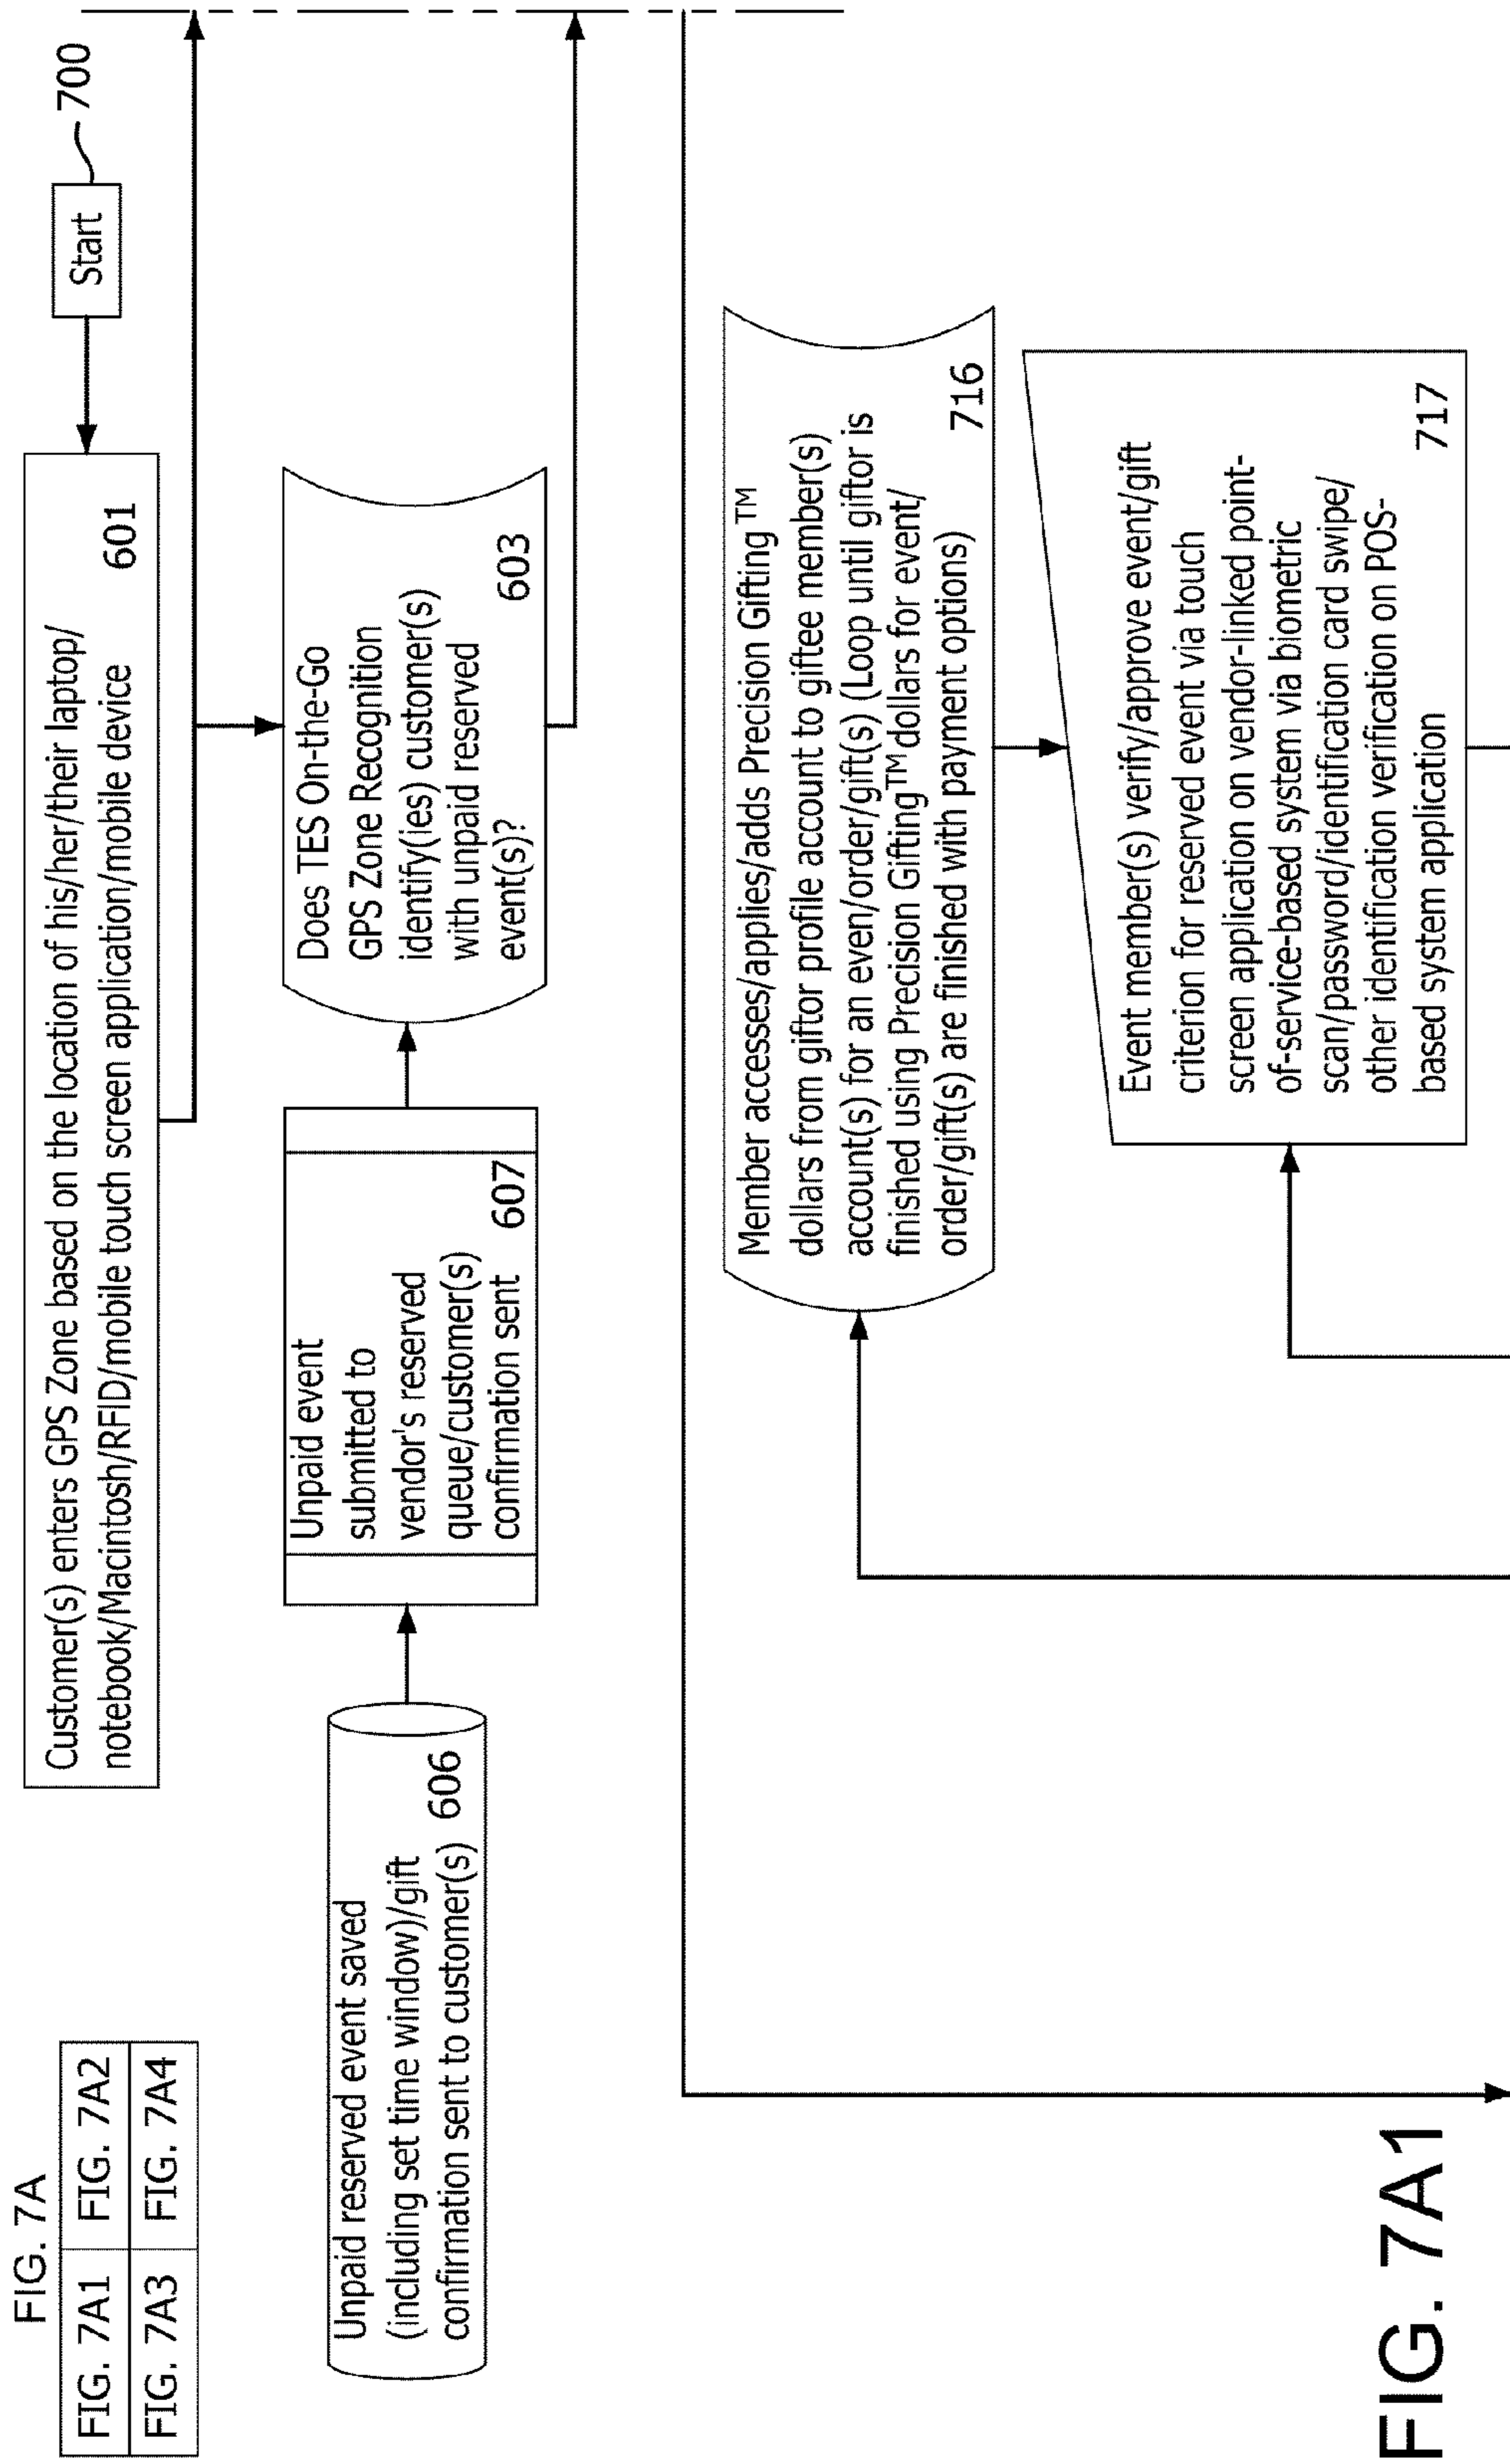 FIG. 7A
FIG. 7A1 FIG. 7A2
FIG. 7A3 FIG. 7A4
Start
700
Customer(s) enters GPS Zone based on the location of his/her/their laptop/
notebook/Macintosh/RFID/mobile touch screen application/mobile device
601
Unpaid reserved event saved
(including set time window)/gift
confirmation sent to customer(s)
606
Unpaid event
submitted to
vendor's reserved
queue/customer(s)
confirmation sent
607
Does TES On-the-Go
GPS Zone Recognition
identify(ies) customer(s)
with unpaid reserved
event(s)?
603
Member accesses/applies/adds Precision Gifting™
dollars from giftor profile account to giftee member(s)
account(s) for an even/order/gift(s) (Loop until giftor is
finished using Precision Gifting™dollars for event/
order/gift(s) are finished with payment options)
716
Event member(s) verify/approve event/gift
criterion for reserved event via touch
screen application on vendor-linked point-
of-service-based system via biometric
scan/password/identification card swipe/
other identification verification on POS-
based system application
717
FIG. 7A1